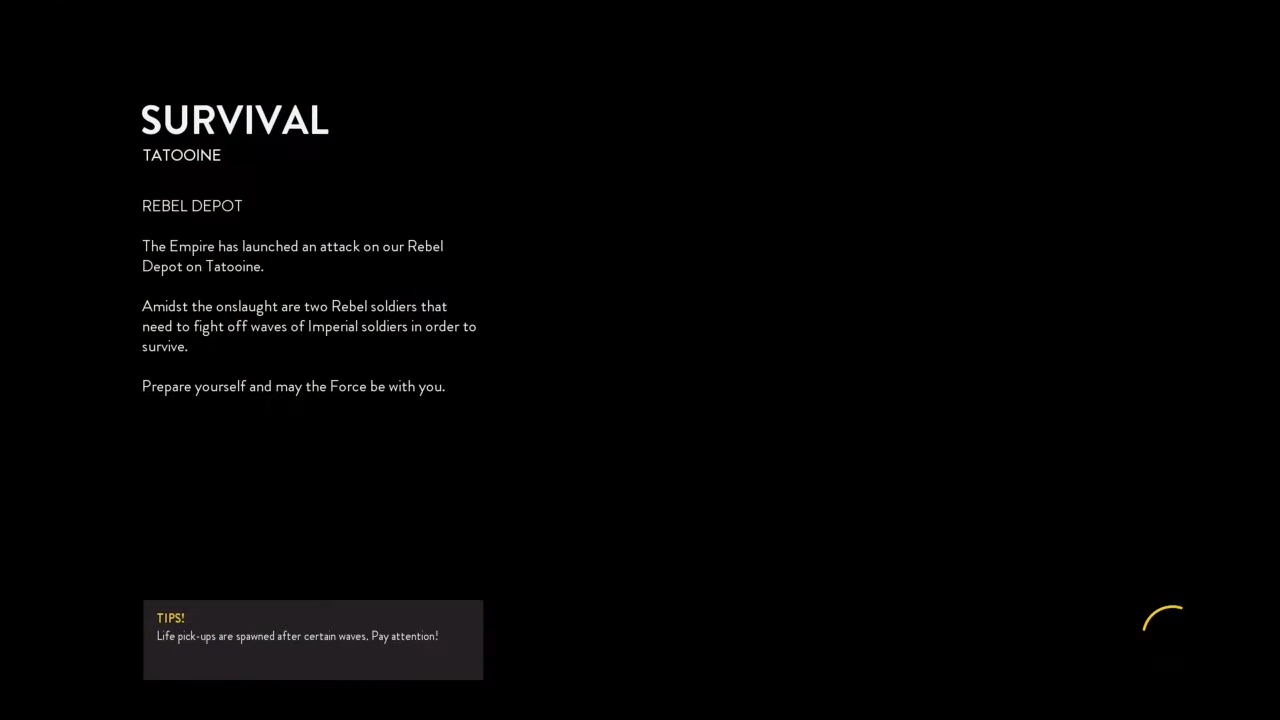 SURVIVAL
TATOOINE
REBEL DEPOT
The Empire has launched an attack on our Rebel
Depot on Tatooine.
Amidst the onslaught are two Rebel soldiers that
need to fight off waves of Imperial soldiers in order to
survive.
Prepare yourself and may the Force be with you.
TIPS!
Life pick-ups are spawned after certain waves. Pay attention!